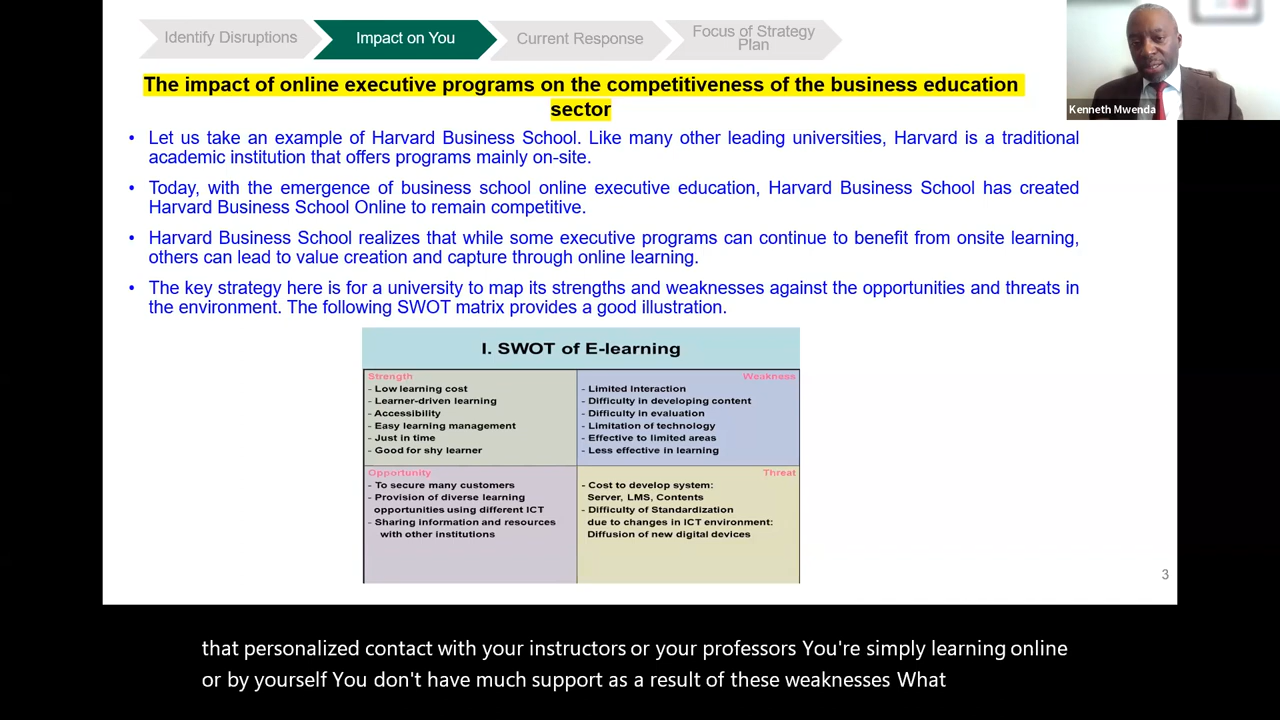 Identify Disruptions
Impact on You
Current Response
Focus of Strategy
Plan
Kenneth Mwenda
The impact of online executive programs on the competitiveness of the business education
sector
• Let us take an example of Harvard Business School. Like many other leading universities, Harvard is a traditional
academic institution that offers programs mainly on-site.
• Today, with the emergence of business school online executive education, Harvard Business School has created
Harvard Business School Online to remain competitive.
• Harvard Business School realizes that while some executive programs can continue to benefit from onsite learning,
others can lead to value creation and capture through online learning.
• The key strategy here is for a university to map its strengths and weaknesses against the opportunities and threats in
the environment. The following SWOT matrix provides a good illustration.
I. SWOT of E-learning
Strength
- Low learning cost
- Learner-driven learning
- Accessibility
- Easy learning management
- Just in time
- Good for shy learner
Weakness
- Limited Interaction
- Difficulty in developing content
- Difficulty in evaluation
- Limitation of technology
- Effective to limited areas
- Less effective in learning
Opportunity
- To secure many customers
- Provision of diverse learning
opportunities using different ICT
- Sharing information and resources
with other institutions
Threat
- Cost to develop system:
Server, LMS, Contents
- Difficulty of Standardization
due to changes in ICT environment:
Diffusion of new digital devices
3
that personalized contact with your instructors or your professors You're simply learning online
or by yourself You don't have much support as a result of these weaknesses What